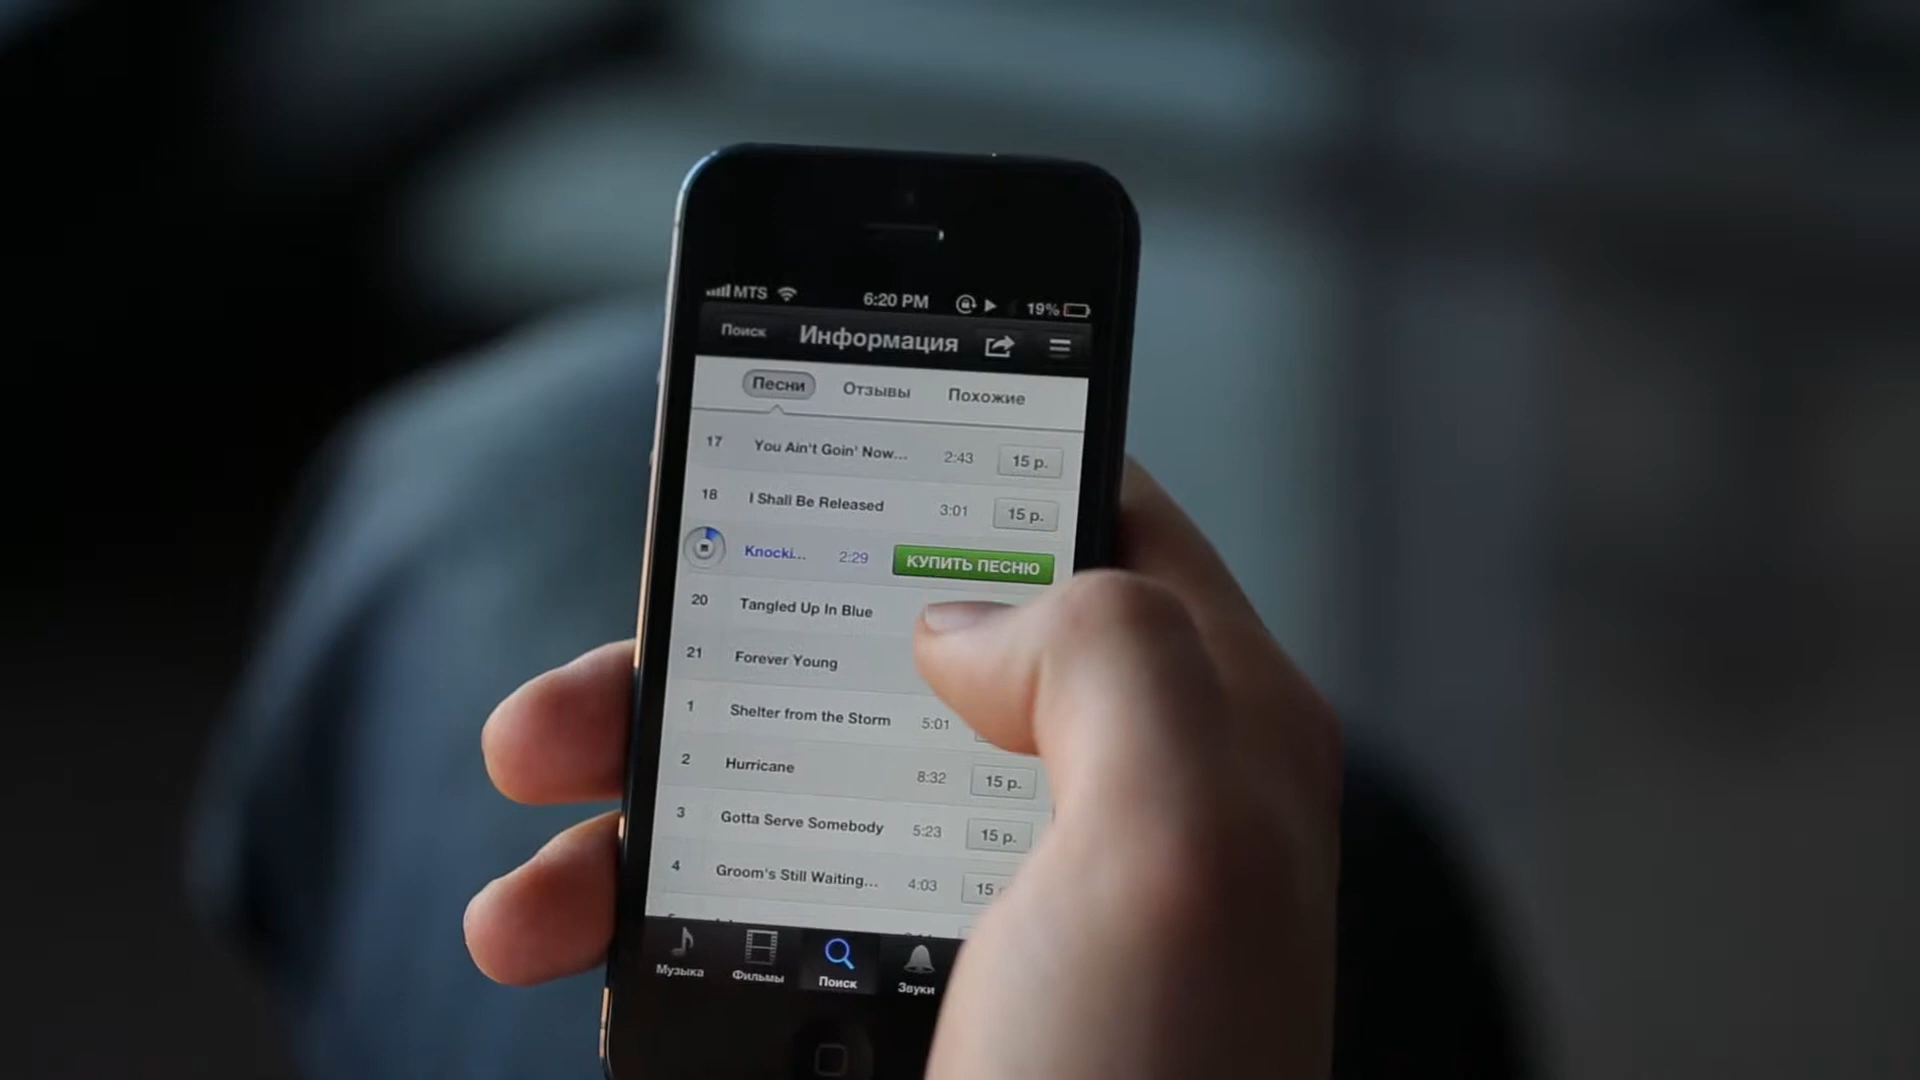 MTS 6:20 PM 19%
Поиск Информация
Песни Отзывы Похожие
17 You Ain't Goin' Now... 2:43 15 р.
18 I Shall Be Released 3:01 15 р.
Knocki... 2:29 КУПИТЬ ПЕСНЮ
20 Tangled Up In Blue
21 Forever Young
1 Shelter from the Storm 5:01
2 Hurricane 8:32 15 р.
3 Gotta Serve Somebody 5:23 15 р.
4 Groom's Still Waiting... 4:03 15
Музыка Фильмы Поиск Звуки